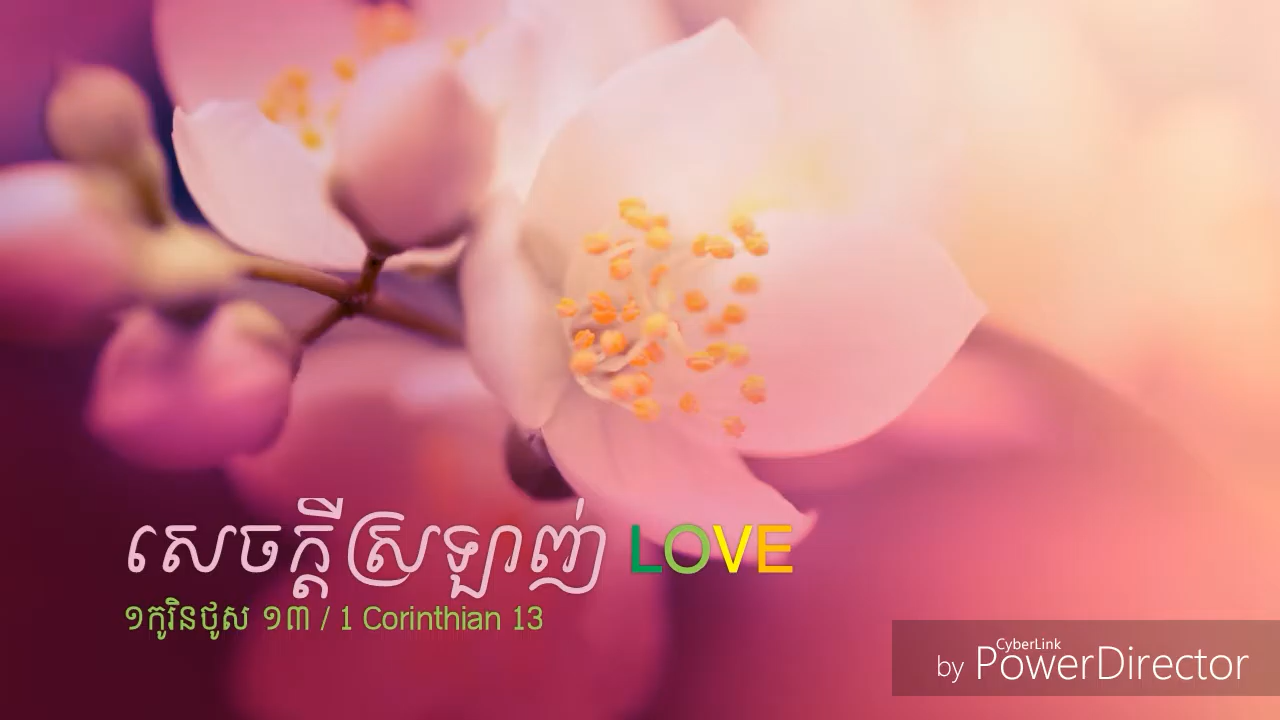 សេចក្ដីស្រឡាញ់ LOVE
១កូរិនថូស ១៣ / 1 Corinthian 13
CyberLink
by PowerDirector